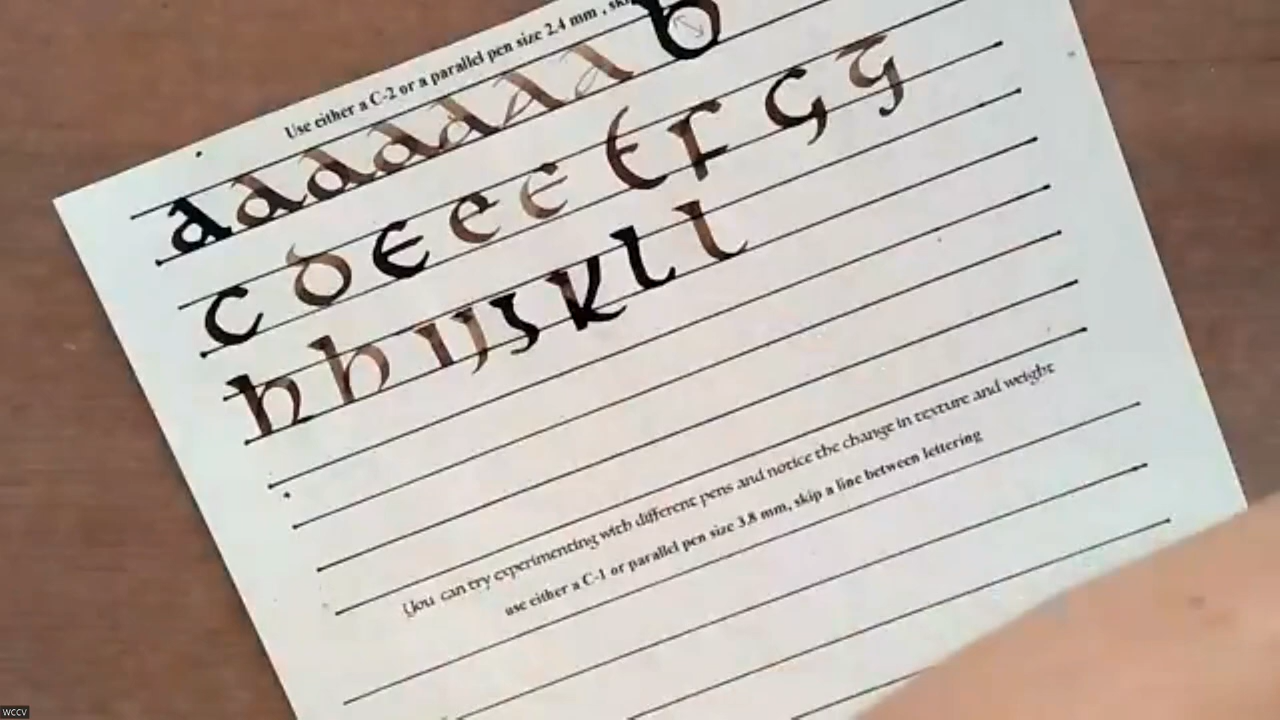 Use either a C-2 or a parallel pen size 2.4 mm , skip
a a a a a a a b
c d e e e f f g g
h h i j j k l l
You can try experimenting with different pens and notice the change in texture and weight
use either a C-1 or parallel pen size 3.8 mm, skip a line between lettering
WCCV